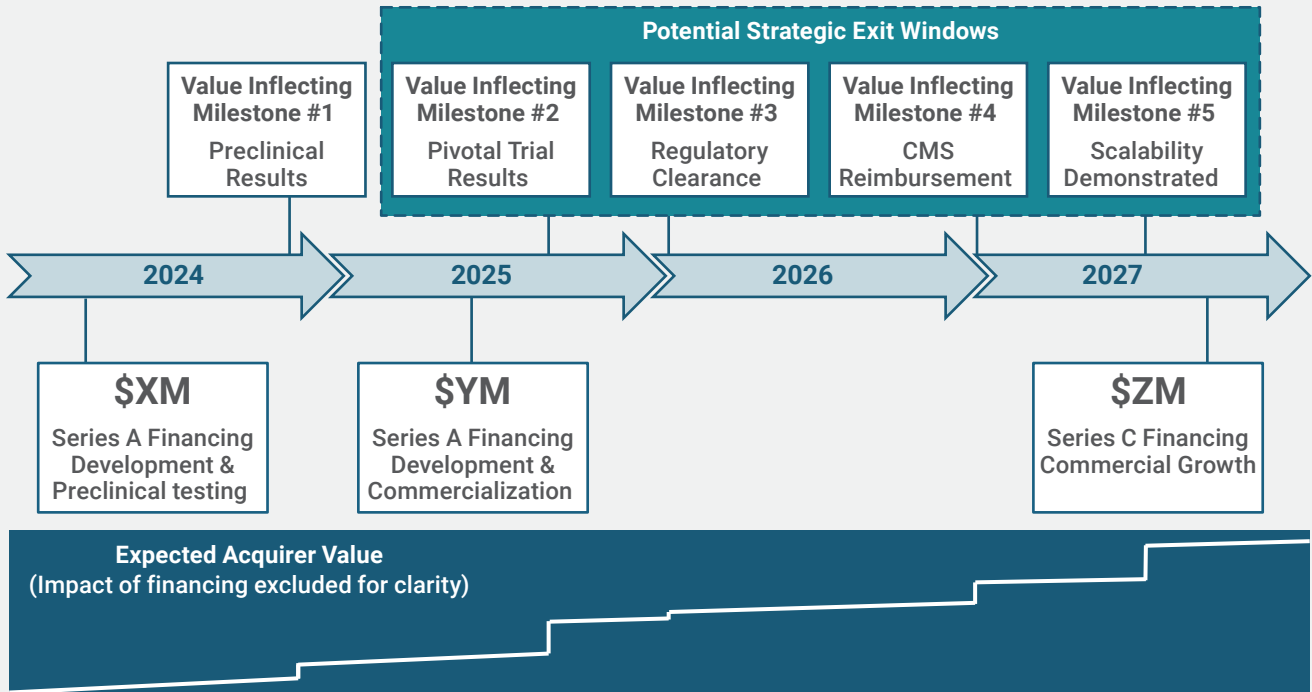 Potential Strategic Exit Windows
Value Inflecting
Milestone #1
Preclinical
Results
Value Inflecting
Milestone #2
Pivotal Trial
Results
Value Inflecting
Milestone #3
Regulatory
Clearance
Value Inflecting
Milestone #4
CMS
Reimbursement
Value Inflecting
Milestone #5
Scalability
Demonstrated
2024
2025
2026
2027
$XM
Series A Financing
Development &
Preclinical testing
$YM
Series A Financing
Development &
Commercialization
$ZM
Series C Financing
Commercial Growth
Expected Acquirer Value
(Impact of financing excluded for clarity)